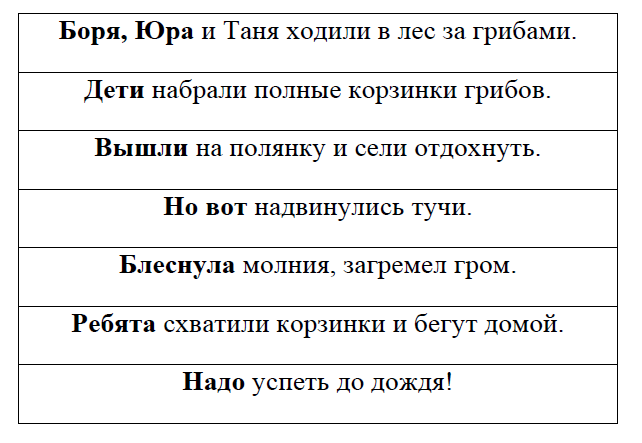 Боря, Юра и Таня ходили в лес за грибами.
Дети набрали полные корзинки грибов.
Вышли на полянку и сели отдохнуть.
Но вот надвинулись тучи.
Блеснула молния, загремел гром.
Ребята схватили корзинки и бегут домой.
Надо успеть до дождя!